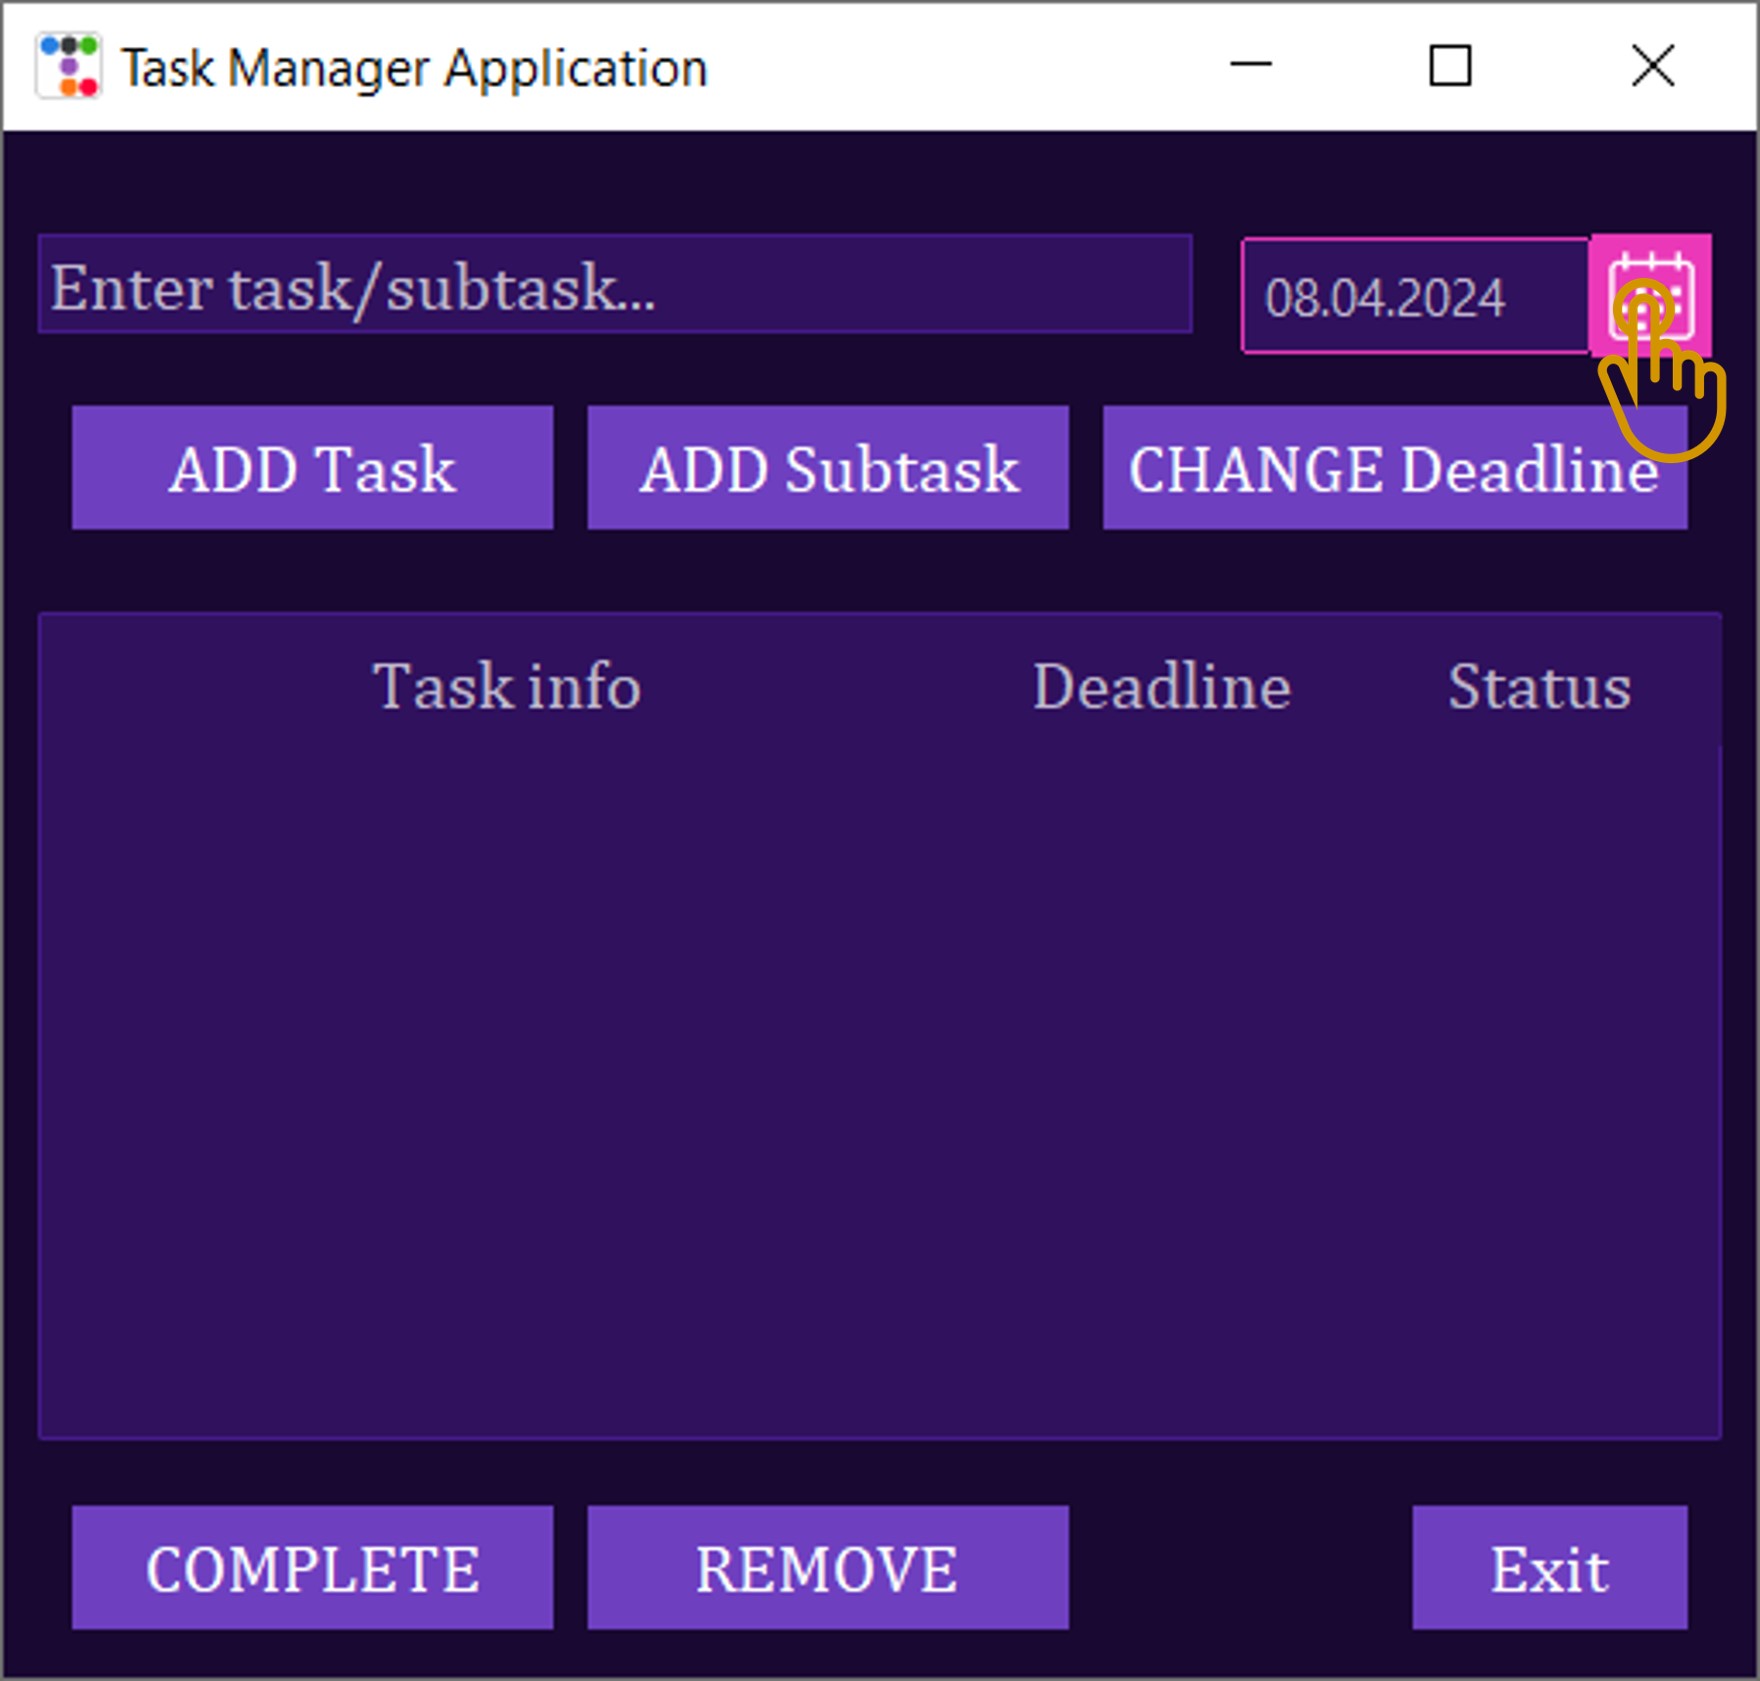 Task Manager Application
Enter task/subtask...
08.04.2024
ADD Task
ADD Subtask
CHANGE Deadline
Task info
Deadline
Status
COMPLETE
REMOVE
Exit